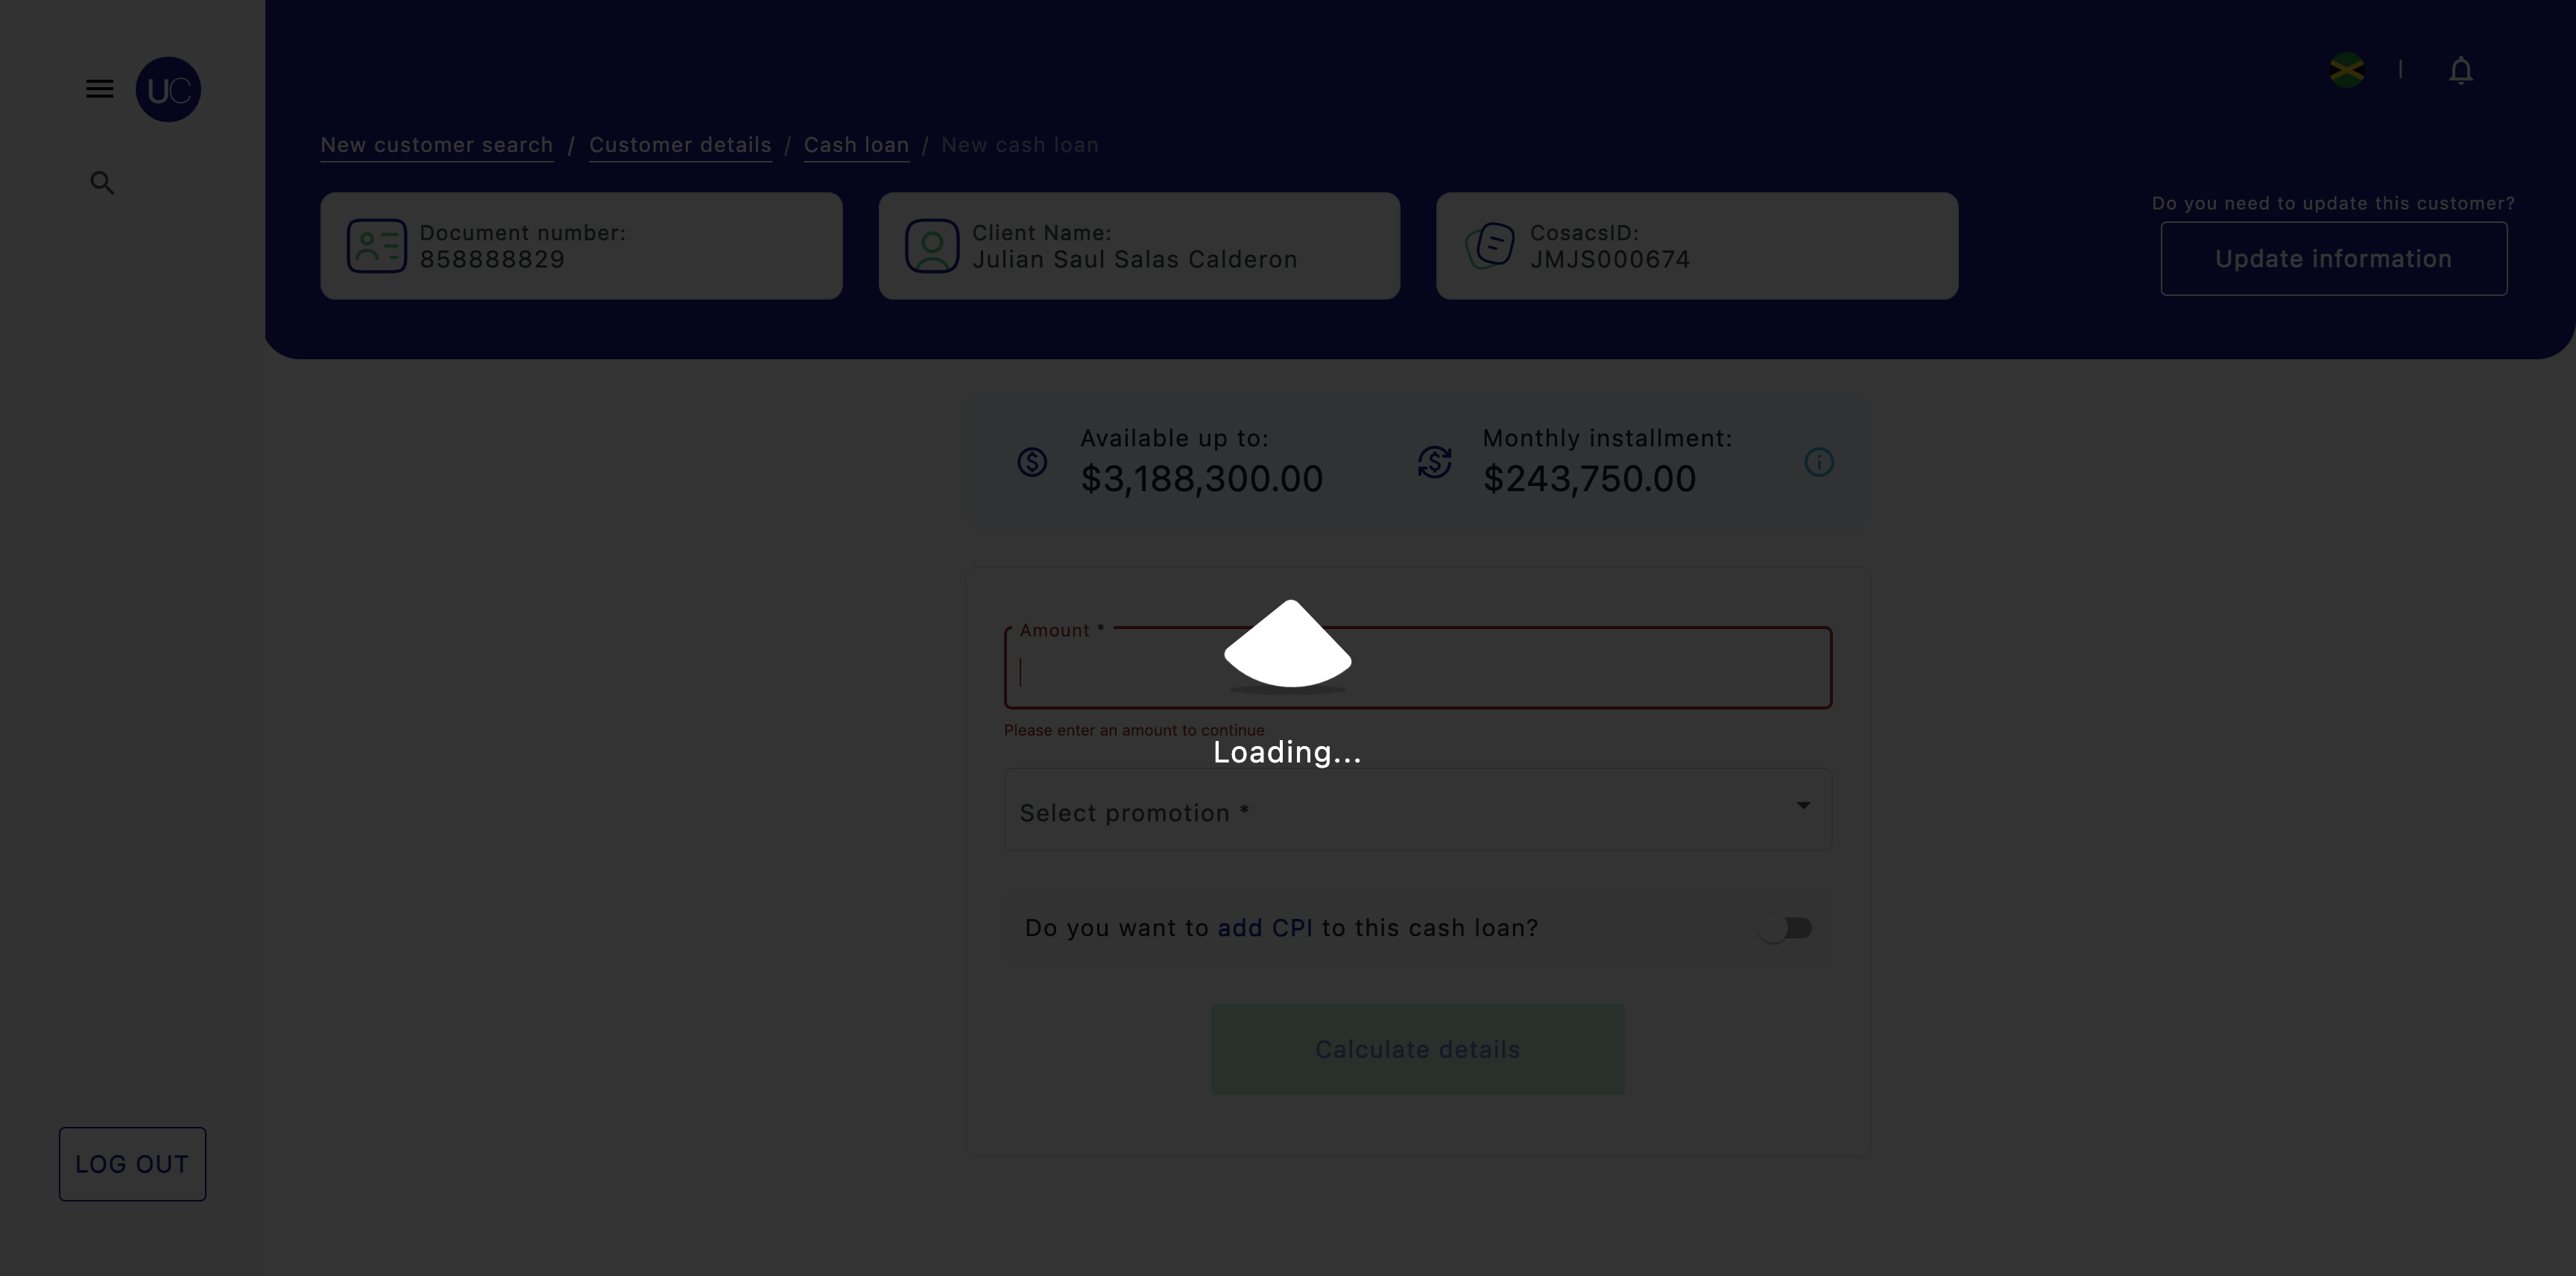 UC
New customer search / Customer details / Cash loan / New cash loan
Document number:
858888829
Client Name:
Julian Saul Salas Calderon
CosacsID:
JMJS000674
Do you need to update this customer?
Update information
Available up to:
$3,188,300.00
Monthly installment:
$243,750.00
Amount *
Please enter an amount to continue
Loading...
Select promotion *
Do you want to add CPI to this cash loan?
Calculate details
LOG OUT